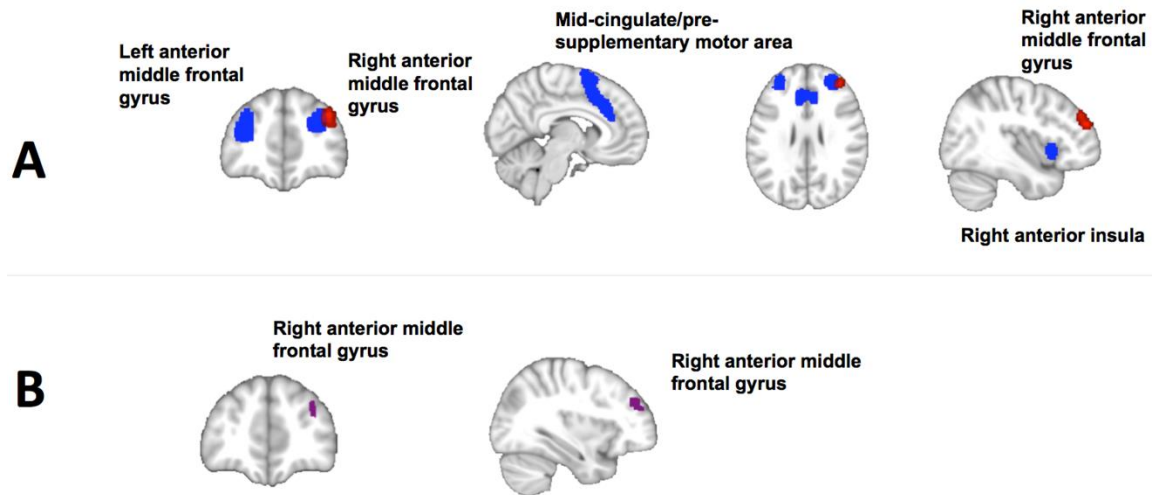 Left anterior
middle frontal
gyrus
Right anterior
middle frontal
gyrus
Mid-cingulate/pre-
supplementary motor area
Right anterior
middle frontal
gyrus
A
Right anterior insula
Right anterior middle
frontal gyrus
Right anterior middle
frontal gyrus
B